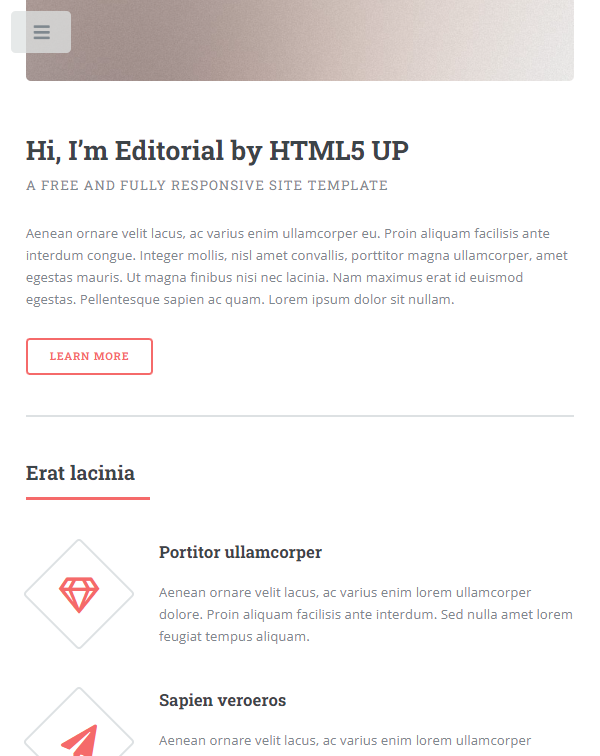 Hi, I’m Editorial by HTML5 UP
A FREE AND FULLY RESPONSIVE SITE TEMPLATE
Aenean ornare velit lacus, ac varius enim ullamcorper eu. Proin aliquam facilisis ante
interdum congue. Integer mollis, nisl amet convallis, porttitor magna ullamcorper, amet
egestas mauris. Ut magna finibus nisi nec lacinia. Nam maximus erat id euismod
egestas. Pellentesque sapien ac quam. Lorem ipsum dolor sit nullam.
LEARN MORE
Erat lacinia
Portitor ullamcorper
Aenean ornare velit lacus, ac varius enim lorem ullamcorper
dolore. Proin aliquam facilisis ante interdum. Sed nulla amet lorem
feugiat tempus aliquam.
Sapien veroeros
Aenean ornare velit lacus, ac varius enim lorem ullamcorper